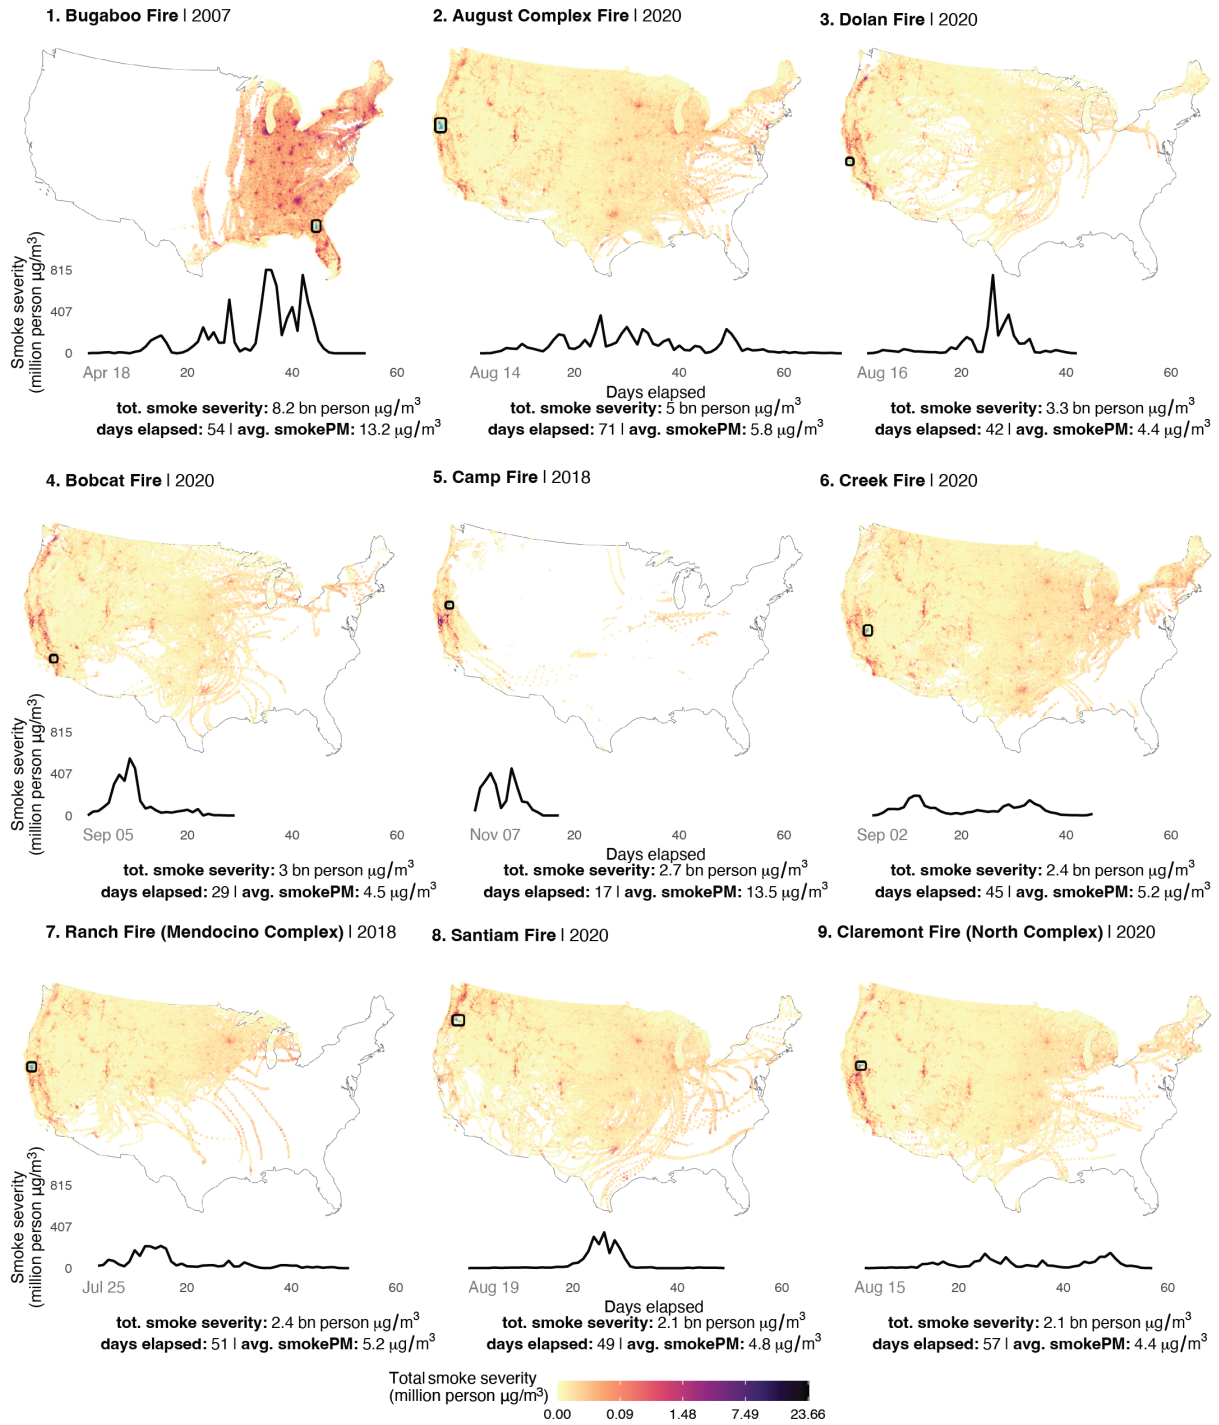 1. Bugaboo Fire | 2007
2. August Complex Fire | 2020
3. Dolan Fire | 2020
Smoke severity
(million person µg/m³)
815
407
0
Apr 18
20
40
60
Aug 14
20
40
60
Aug 16
20
40
60
Days elapsed
tot. smoke severity: 8.2 bn person µg/m³
days elapsed: 54 | avg. smokePM: 13.2 µg/m³
tot. smoke severity: 5 bn person µg/m³
days elapsed: 71 | avg. smokePM: 5.8 µg/m³
tot. smoke severity: 3.3 bn person µg/m³
days elapsed: 42 | avg. smokePM: 4.4 µg/m³
4. Bobcat Fire | 2020
5. Camp Fire | 2018
6. Creek Fire | 2020
Smoke severity
(million person µg/m³)
815
407
0
Sep 05
20
40
60
Nov 07
20
40
60
Sep 02
20
40
60
Days elapsed
tot. smoke severity: 3 bn person µg/m³
days elapsed: 29 | avg. smokePM: 4.5 µg/m³
tot. smoke severity: 2.7 bn person µg/m³
days elapsed: 17 | avg. smokePM: 13.5 µg/m³
tot. smoke severity: 2.4 bn person µg/m³
days elapsed: 45 | avg. smokePM: 5.2 µg/m³
7. Ranch Fire (Mendocino Complex) | 2018
8. Santiam Fire | 2020
9. Claremont Fire (North Complex) | 2020
Smoke severity
(million person µg/m³)
815
407
0
Jul 25
20
40
60
Aug 19
20
40
60
Aug 15
20
40
60
Days elapsed
tot. smoke severity: 2.4 bn person µg/m³
days elapsed: 51 | avg. smokePM: 5.2 µg/m³
tot. smoke severity: 2.1 bn person µg/m³
days elapsed: 49 | avg. smokePM: 4.8 µg/m³
tot. smoke severity: 2.1 bn person µg/m³
days elapsed: 57 | avg. smokePM: 4.4 µg/m³
Total smoke severity
(million person µg/m³)
0.00
0.09
1.48
7.49
23.66